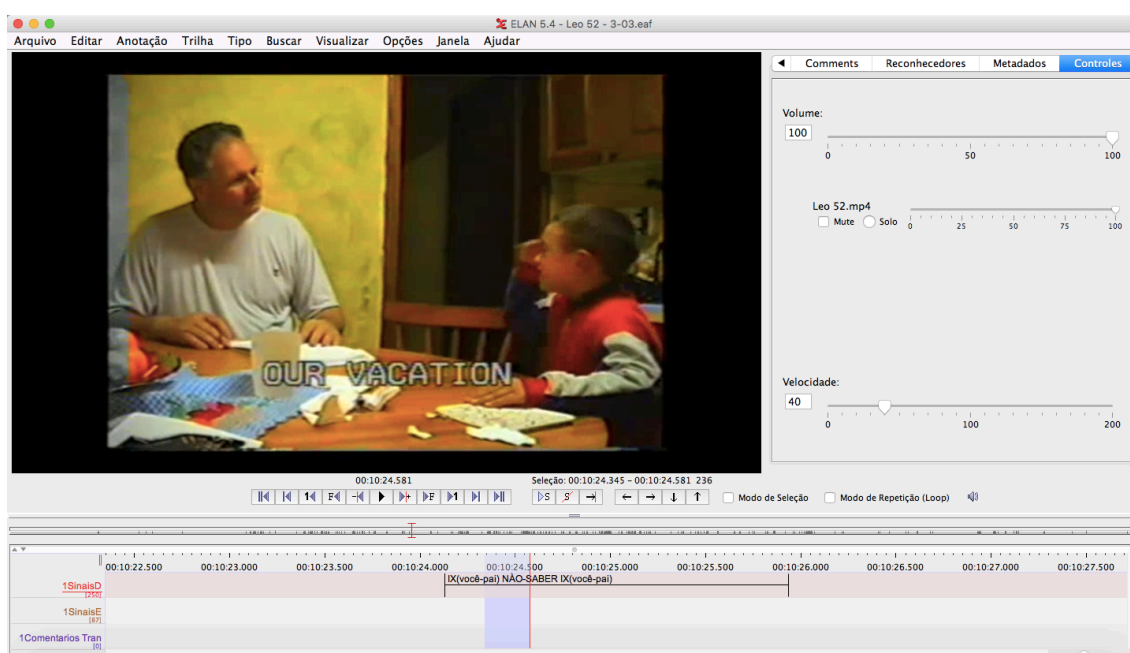 ELAN 5.4 - Leo 52 - 3-03.eaf
Arquivo Editar Anotação Trilha Tipo Buscar Visualizar Opções Janela Ajudar
Comments Reconhecedores Metadados Controles
Volume:
100
0 50 100
Leo 52.mp4
Mute Solo
0 25 50 75 100
OUR VACATION
Velocidade:
40
0 100 200
00:10:24.581 Seleção: 00:10:24.345 - 00:10:24.581 236
1 F F 1 S S Modo de Seleção Modo de Repetição (Loop)
00:10:22.500 00:10:23.000 00:10:23.500 00:10:24.000 00:10:24.500 00:10:25.000 00:10:25.500 00:10:26.000 00:10:26.500 00:10:27.000 00:10:27.500
IX(você-pai) NÀO-SABER IX(você-pai)
1SinaisD
[250]
1SinaisE
[87]
1Comentarios Tran
[0]